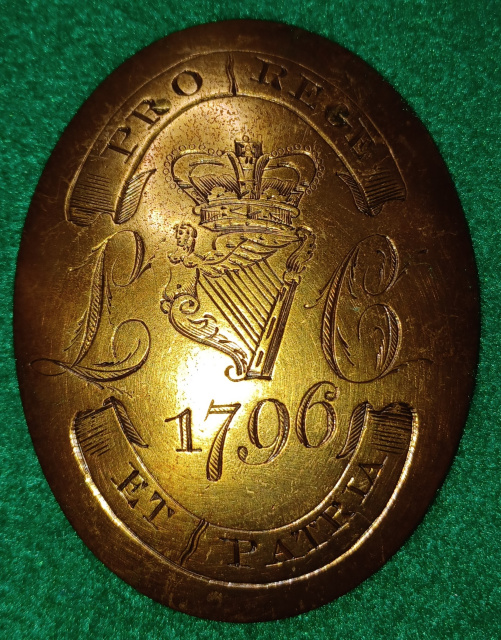 PRO REGE
L C
1796
ET PATRIA